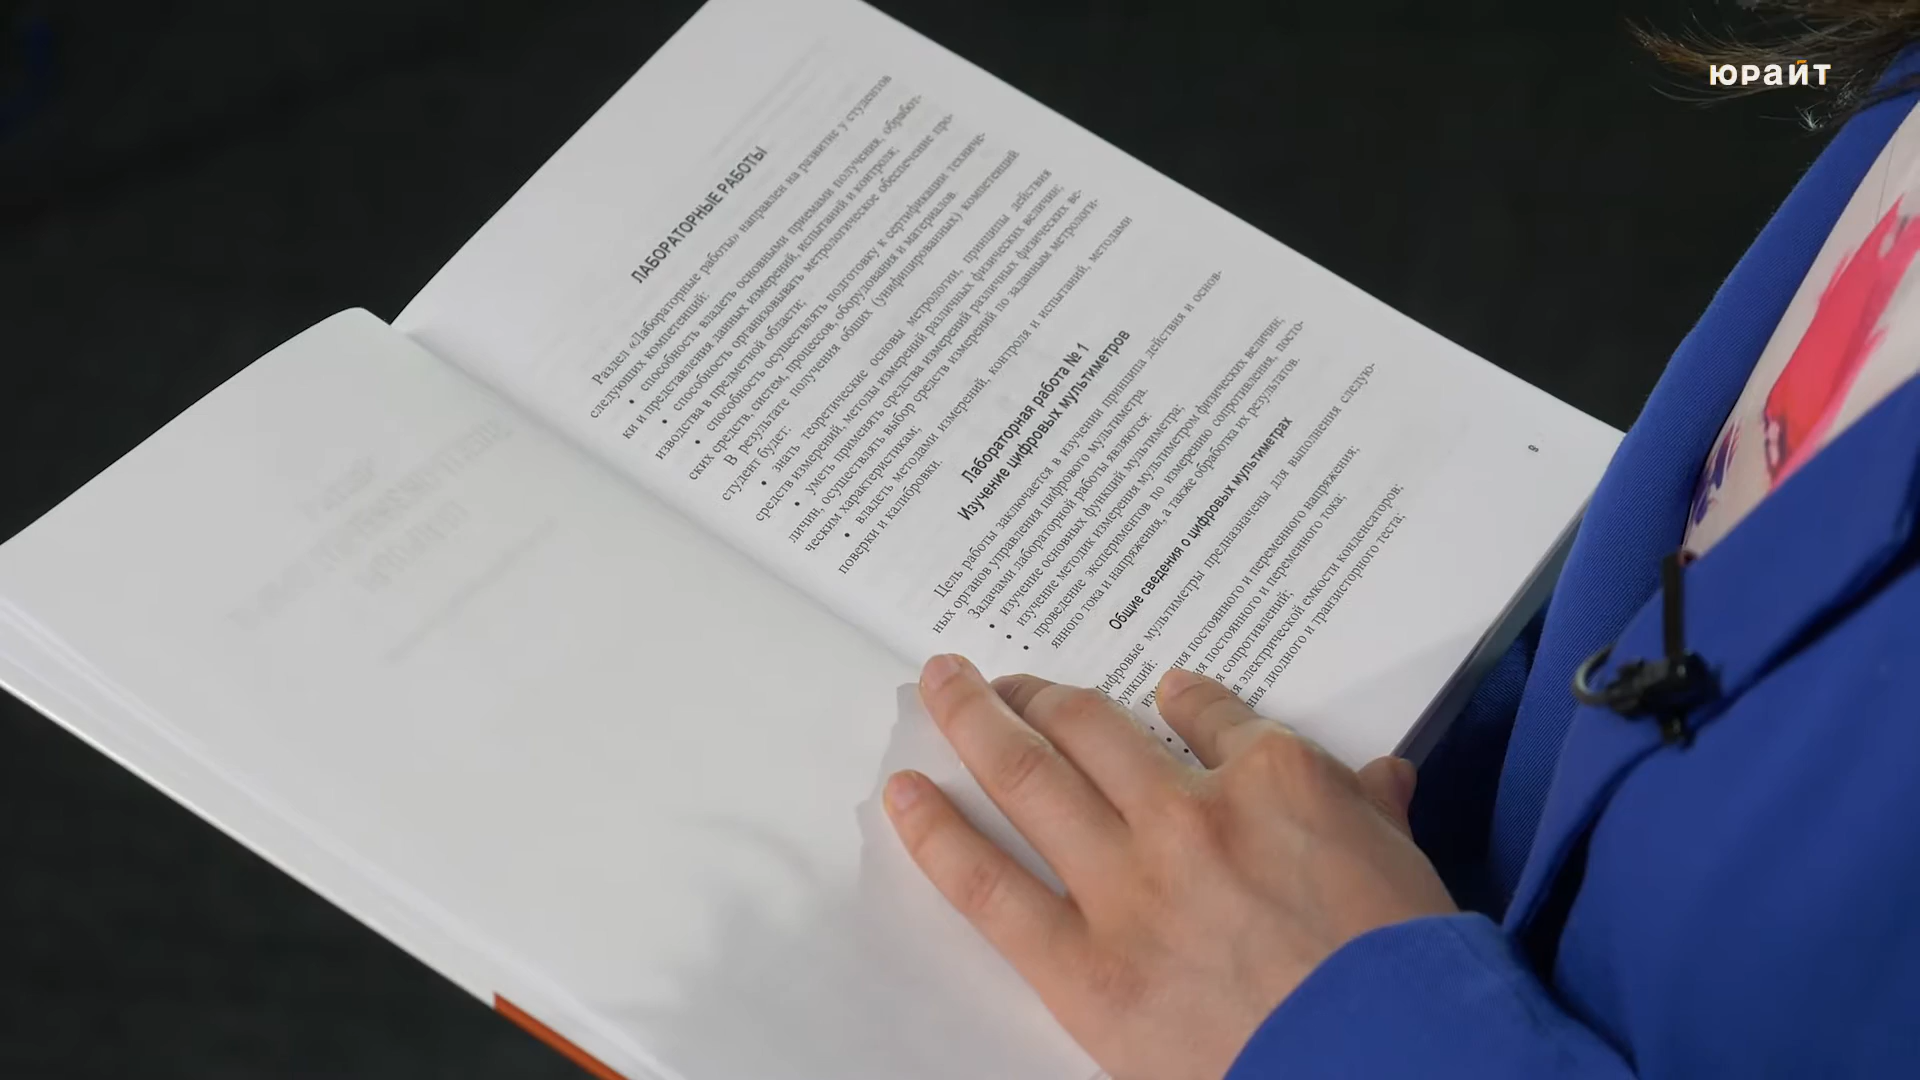 ЮРАЙТ
ЛАБОРАТОРНЫЕ РАБОТЫ
Раздел «Лабораторные работы» направлен на развитие у студентов
следующих компетенций:
• способность владеть основными приемами получения, обработ-
ки и представления данных измерений, испытаний и контроля;
• способность организовывать метрологическое обеспечение про-
изводства в предметной области;
• способность осуществлять подготовку к сертификации техниче-
ских средств, систем, процессов, оборудования и материалов.
В результате получения общих (унифицированных) компетенций
студент будет:
• знать теоретические основы метрологии, принципы действия
средств измерений, методы измерений различных физических величин;
• уметь применять средства измерений различных физических ве-
личин, осуществлять выбор средств измерений по заданным метрологи-
ческим характеристикам;
• владеть методами измерений, контроля и испытаний, методами
поверки и калибровки.
Лабораторная работа № 1
Изучение цифровых мультиметров
Цель работы заключается в изучении принципа действия и основ-
ных органов управления цифрового мультиметра.
Задачами лабораторной работы являются:
• изучение основных функций мультиметра;
• изучение методик измерения мультиметром физических величин;
• проведение экспериментов по измерению сопротивления, посто-
янного тока и напряжения, а также обработка их результатов.
Общие сведения о цифровых мультиметрах
Цифровые мультиметры предназначены для выполнения следую-
функций:
постоянного и переменного напряжения;
постоянного и переменного тока;
сопротивлений;
электрической емкости конденсаторов;
диодного и транзисторного теста;